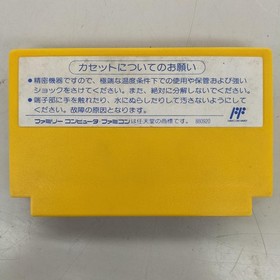 カセットについてのお願い
●精密機器ですので、極端な温度条件下での使用や保管および強い
ショックをさけてください。また、絶対に分解しないでください。
●端子部に手を触れたり、水にぬらしたりして汚さないようにして
ください。故障の原因となります。
ファミリーコンピュータ・ファミコンは任天堂の商標です。